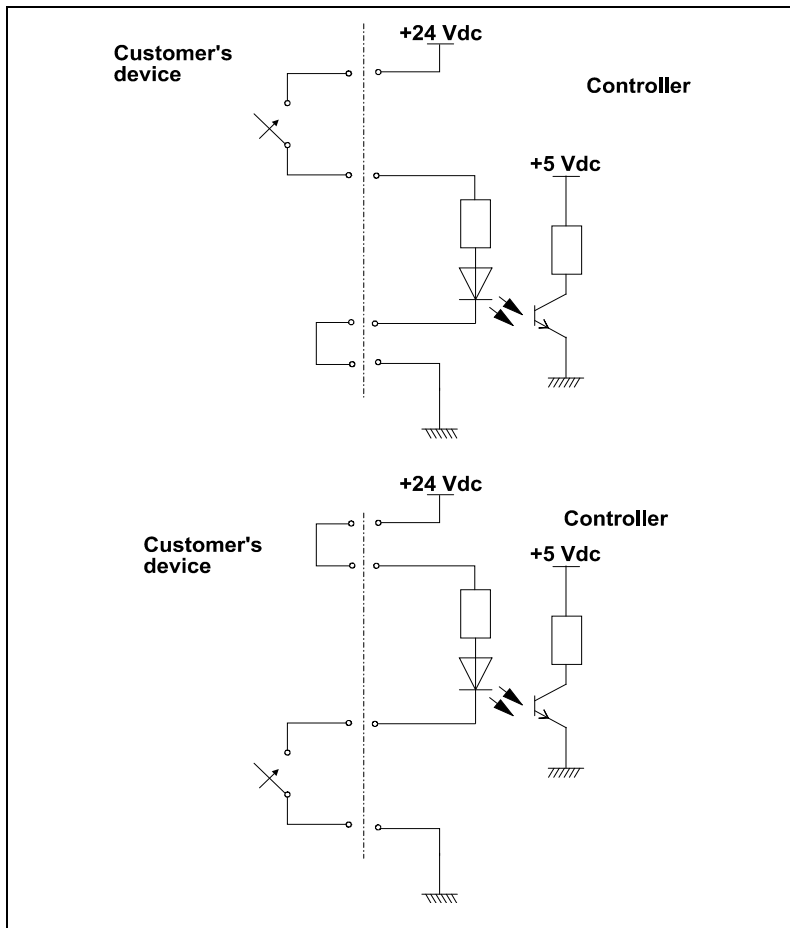 +24 Vdc
Customer's
device
Controller
+5 Vdc
+24 Vdc
Controller
Customer's
device
+5 Vdc